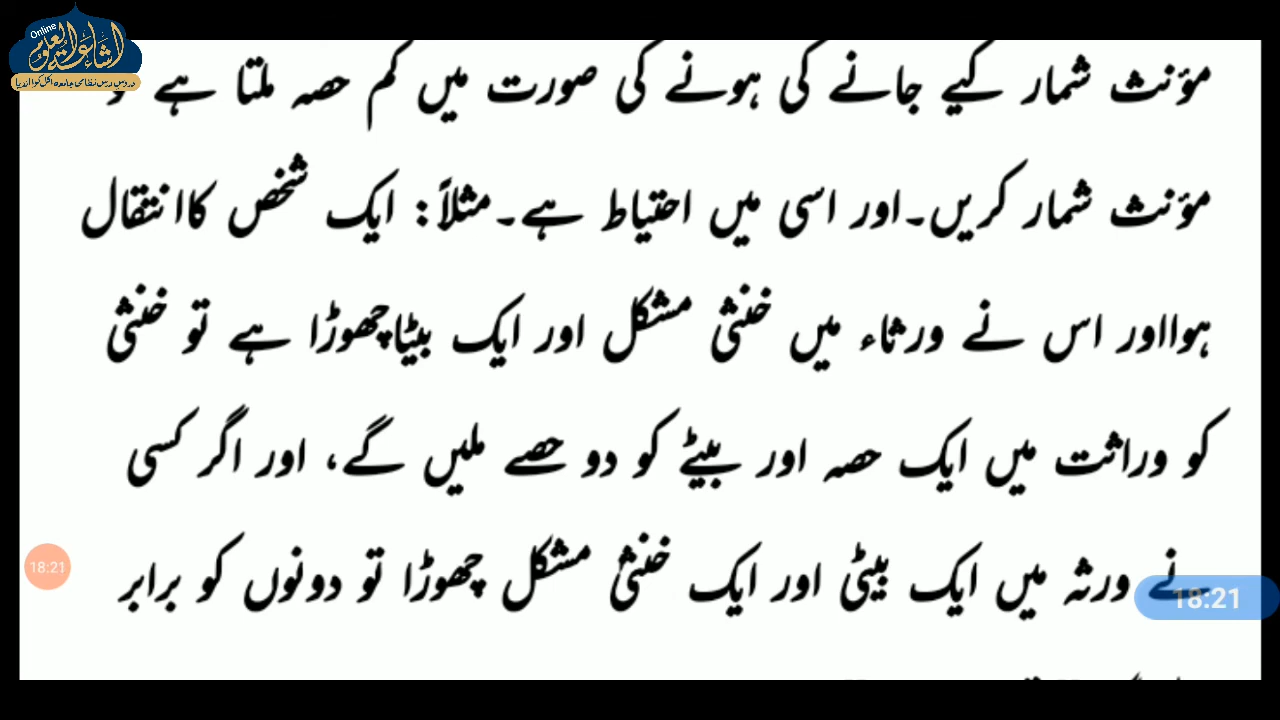 Online
اشاعۃ العلوم
مؤنث شمار کیے جانے کی ہونے کی صورت میں کم حصہ ملتا ہے
مؤنث شمار کریں۔اور اسی میں احتیاط ہے۔مثلاً: ایک شخص کاانتقال
ہوااور اس نے ورثاء میں خنثیٰ مشکل اور ایک بیٹاچھوڑا ہے تو خنثیٰ
کو وراثت میں ایک حصہ اور بیٹے کو دو حصے ملیں گے، اور اگر کسی
نے ورثہ میں ایک بیٹی اور ایک خنثیٰ مشکل چھوڑا تو دونوں کو برابر
18:21
18:21